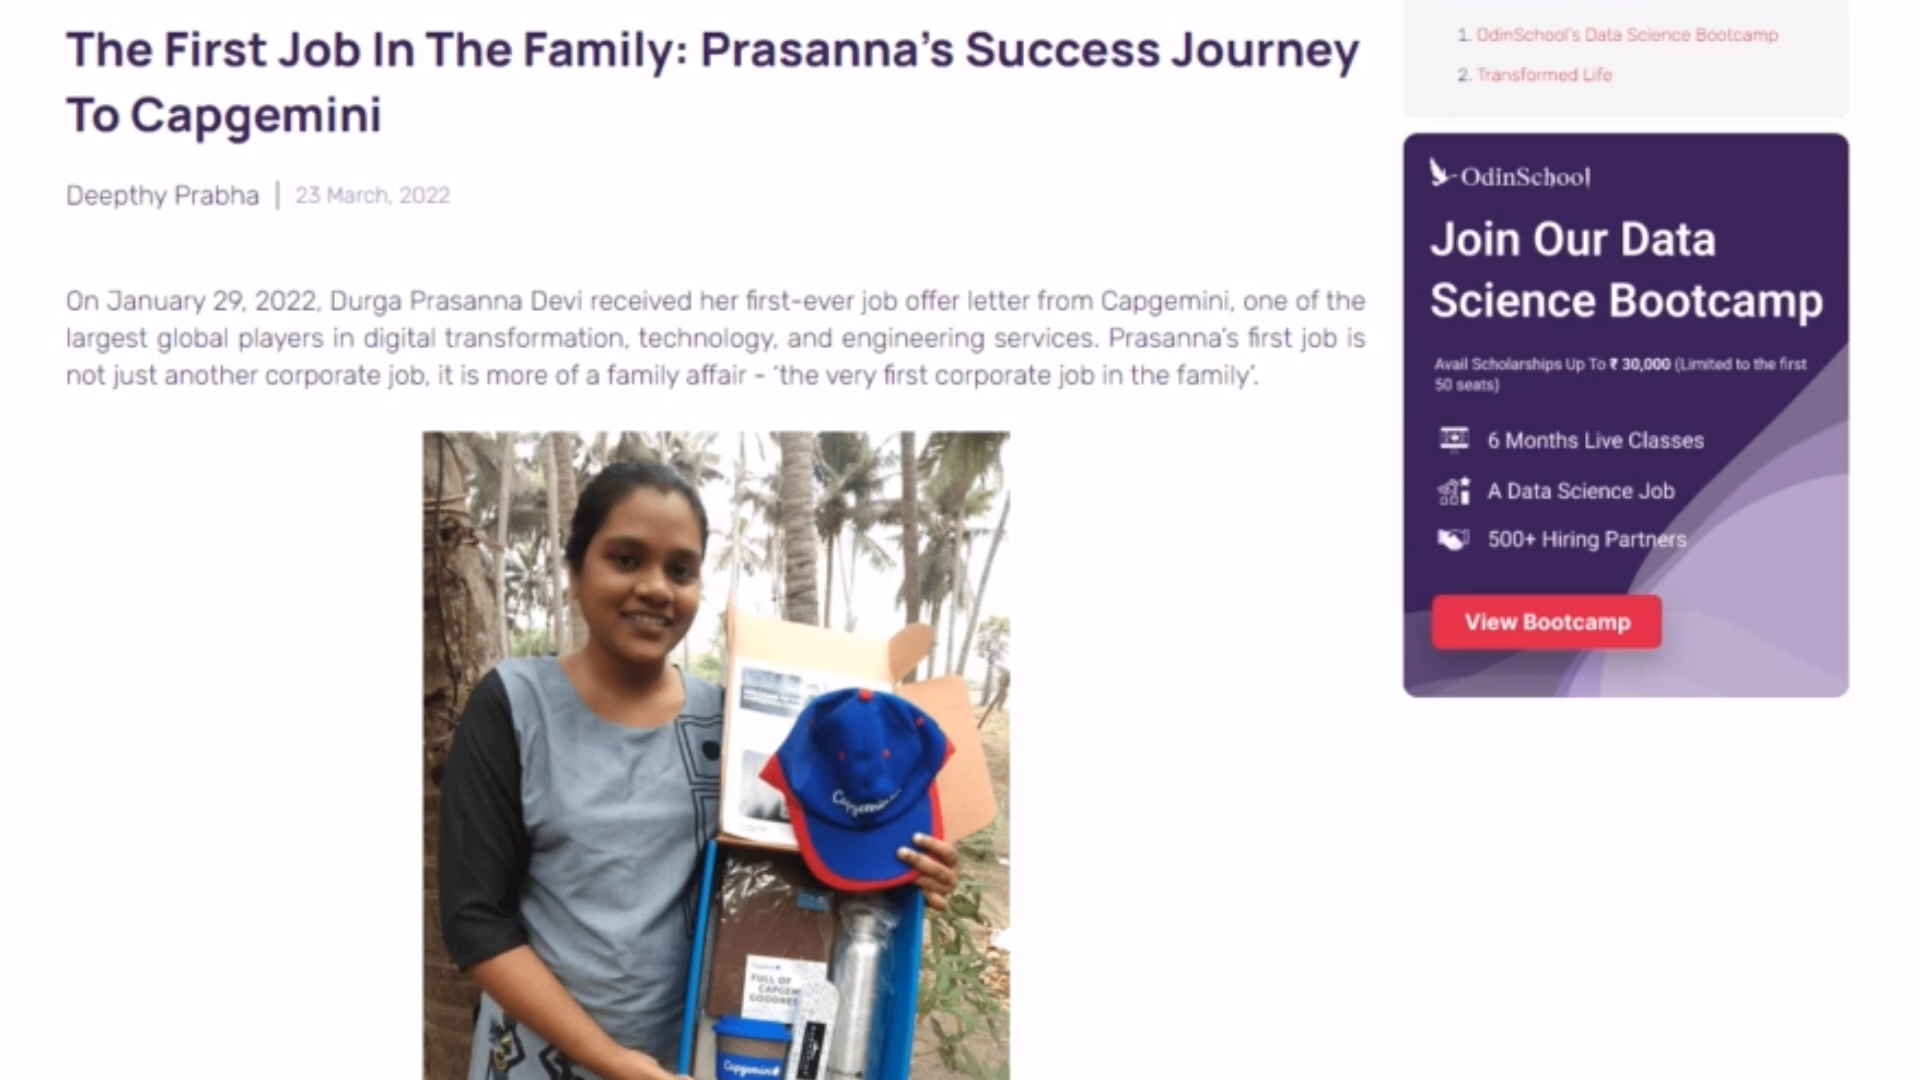 The First Job In The Family: Prasanna's Success Journey
To Capgemini
Deepthy Prabha | 23 March, 2022
On January 29, 2022, Durga Prasanna Devi received her first-ever job offer letter from Capgemini, one of the
largest global players in digital transformation, technology, and engineering services. Prasanna's first job is
not just another corporate job, it is more of a family affair - 'the very first corporate job in the family'.
Capgemini
FULL OF
CAPGEM
GOODNES
Capgemini
1. OdinSchool's Data Science Bootcamp
2. Transformed Life
OdinSchool
Join Our Data
Science Bootcamp
Avail Scholarships Up To ₹ 30,000 (Limited to the first
50 seats)
6 Months Live Classes
A Data Science Job
500+ Hiring Partners
View Bootcamp